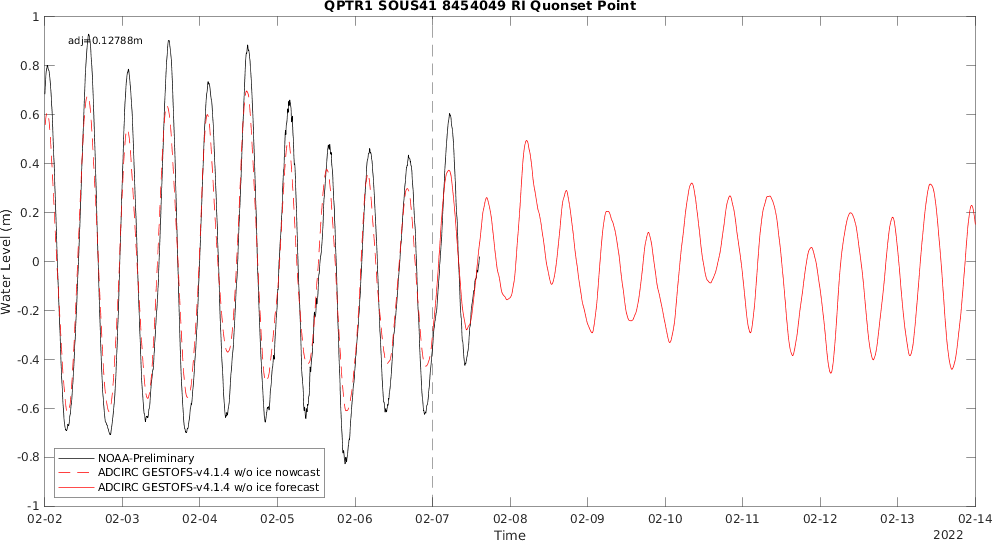 QPTR1 SOUS41 8454049 RI Quonset Point
adj=0.12788m
1
0.8
0.6
0.4
0.2
0
-0.2
-0.4
-0.6
-0.8
-1
Water Level (m)
NOAA-Preliminary
ADCIRC GESTOFS-v4.1.4 w/o ice nowcast
ADCIRC GESTOFS-v4.1.4 w/o ice forecast
02-02 02-03 02-04 02-05 02-06 02-07 02-08 02-09 02-10 02-11 02-12 02-13 02-14
Time
2022